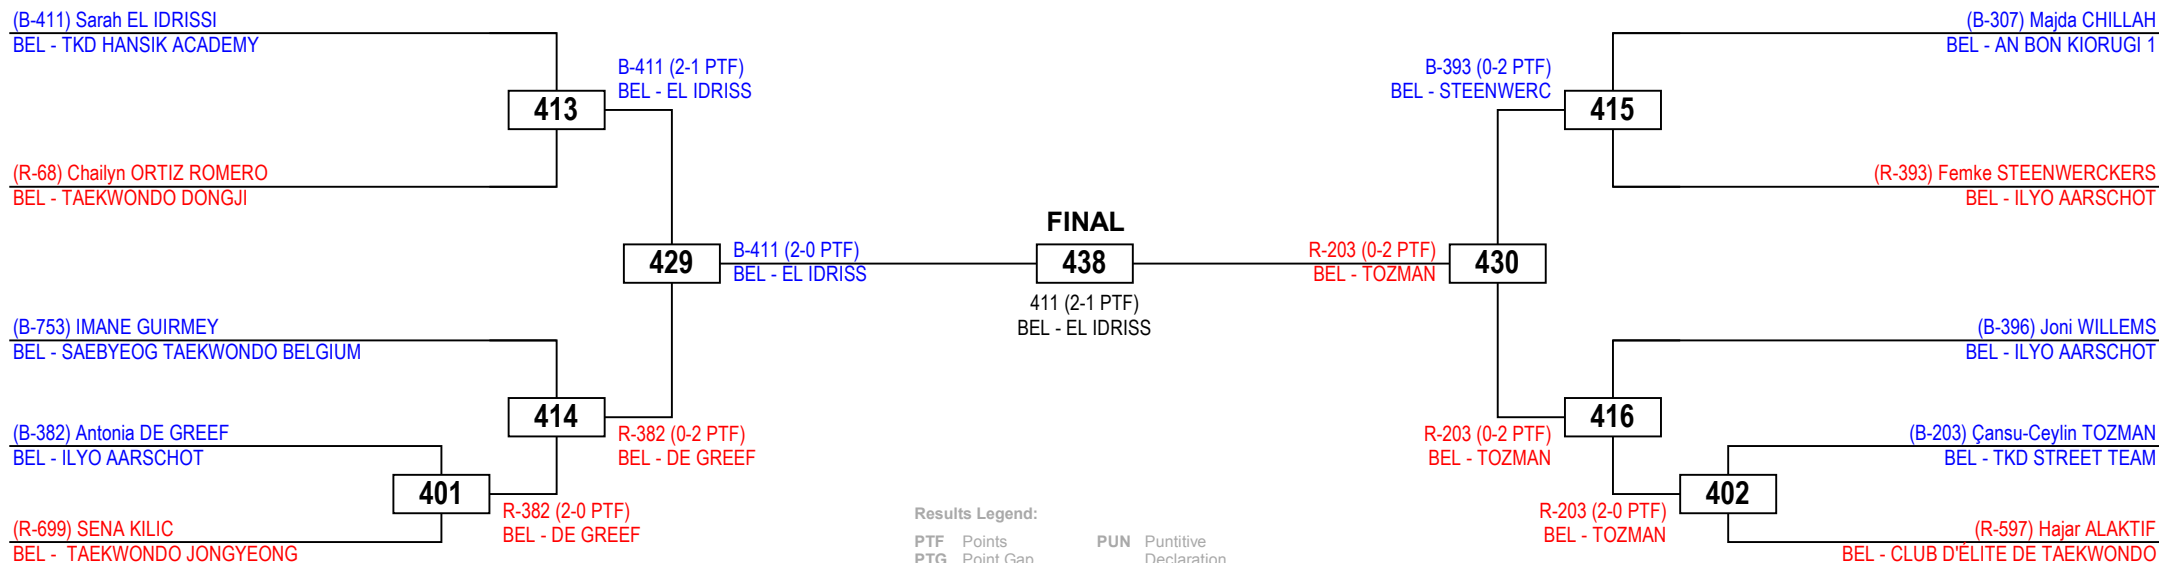 (B-411) Sarah EL IDRISSI
BEL - TKD HANSIK ACADEMY
B-411 (2-1 PTF)
BEL - EL IDRISS
413
(R-68) Chailyn ORTIZ ROMERO
BEL - TAEKWONDO DONGJI
429
B-411 (2-0 PTF)
BEL - EL IDRISS
(B-753) IMANE GUIRMEY
BEL - SAEBYEOG TAEKWONDO BELGIUM
414
R-382 (0-2 PTF)
BEL - DE GREEF
(B-382) Antonia DE GREEF
BEL - ILYO AARSCHOT
401
R-382 (2-0 PTF)
BEL - DE GREEF
(R-699) SENA KILIC
BEL -  TAEKWONDO JONGYEONG
FINAL
438
411 (2-1 PTF)
BEL - EL IDRISS
(B-307) Majda CHILLAH
BEL - AN BON KIORUGI 1
B-393 (0-2 PTF)
BEL - STEENWERC
415
(R-393) Femke STEENWERCKERS
BEL - ILYO AARSCHOT
R-203 (0-2 PTF)
BEL - TOZMAN
430
(B-396) Joni WILLEMS
BEL - ILYO AARSCHOT
416
R-203 (0-2 PTF)
BEL - TOZMAN
(B-203) Çansu-Ceylin TOZMAN
BEL - TKD STREET TEAM
402
R-203 (2-0 PTF)
BEL - TOZMAN
(R-597) Hajar ALAKTIF
BEL - CLUB D'ÉLITE DE TAEKWONDO
Results Legend:
PTF Points PUN Puntitive
PTG Point Gap Declaration